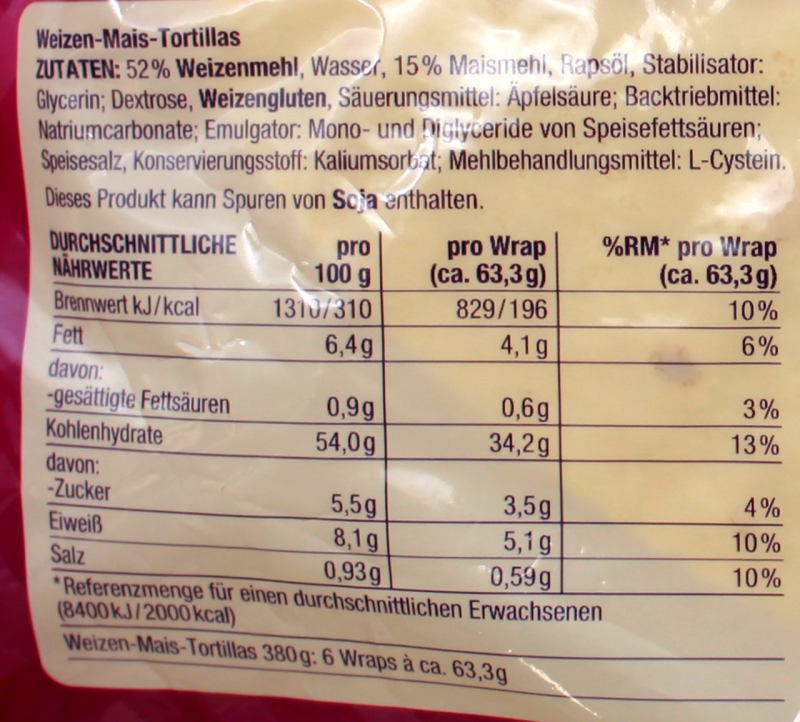 Weizen-Mais-Tortillas
ZUTATEN: 52% Weizenmehl, Wasser, 15% Maismehl, Rapsöl, Stabilisator:
Glycerin; Dextrose, Weizengluten, Säuerungsmittel: Äpfelsäure; Backtriebmittel:
Natriumcarbonate; Emulgator: Mono- und Diglyceride von Speisefettsäuren;
Speisesalz, Konservierungsstoff: Kaliumsorbat; Mehlbehandlungsmittel: L-Cystein.
Dieses Produkt kann Spuren von Soja enthalten.
DURCHSCHNITTLICHE pro pro Wrap %RM* pro Wrap
NÄHRWERTE 100 g (ca. 63,3g) (ca. 63,3g)
Brennwert kJ/kcal 1310/310 829/196 10%
Fett 6,4g 4,1g 6%
davon:
-gesättigte Fettsäuren 0,9g 0,6g 3%
Kohlenhydrate 54,0g 34,2g 13%
davon:
-Zucker 5,5g 3,5g 4%
Eiweiß 8,1g 5,1g 10%
Salz 0,93g 0,59g 10%
*Referenzmenge für einen durchschnittlichen Erwachsenen
(8400kJ/2000kcal)
Weizen-Mais-Tortillas 380g: 6 Wraps à ca. 63,3g